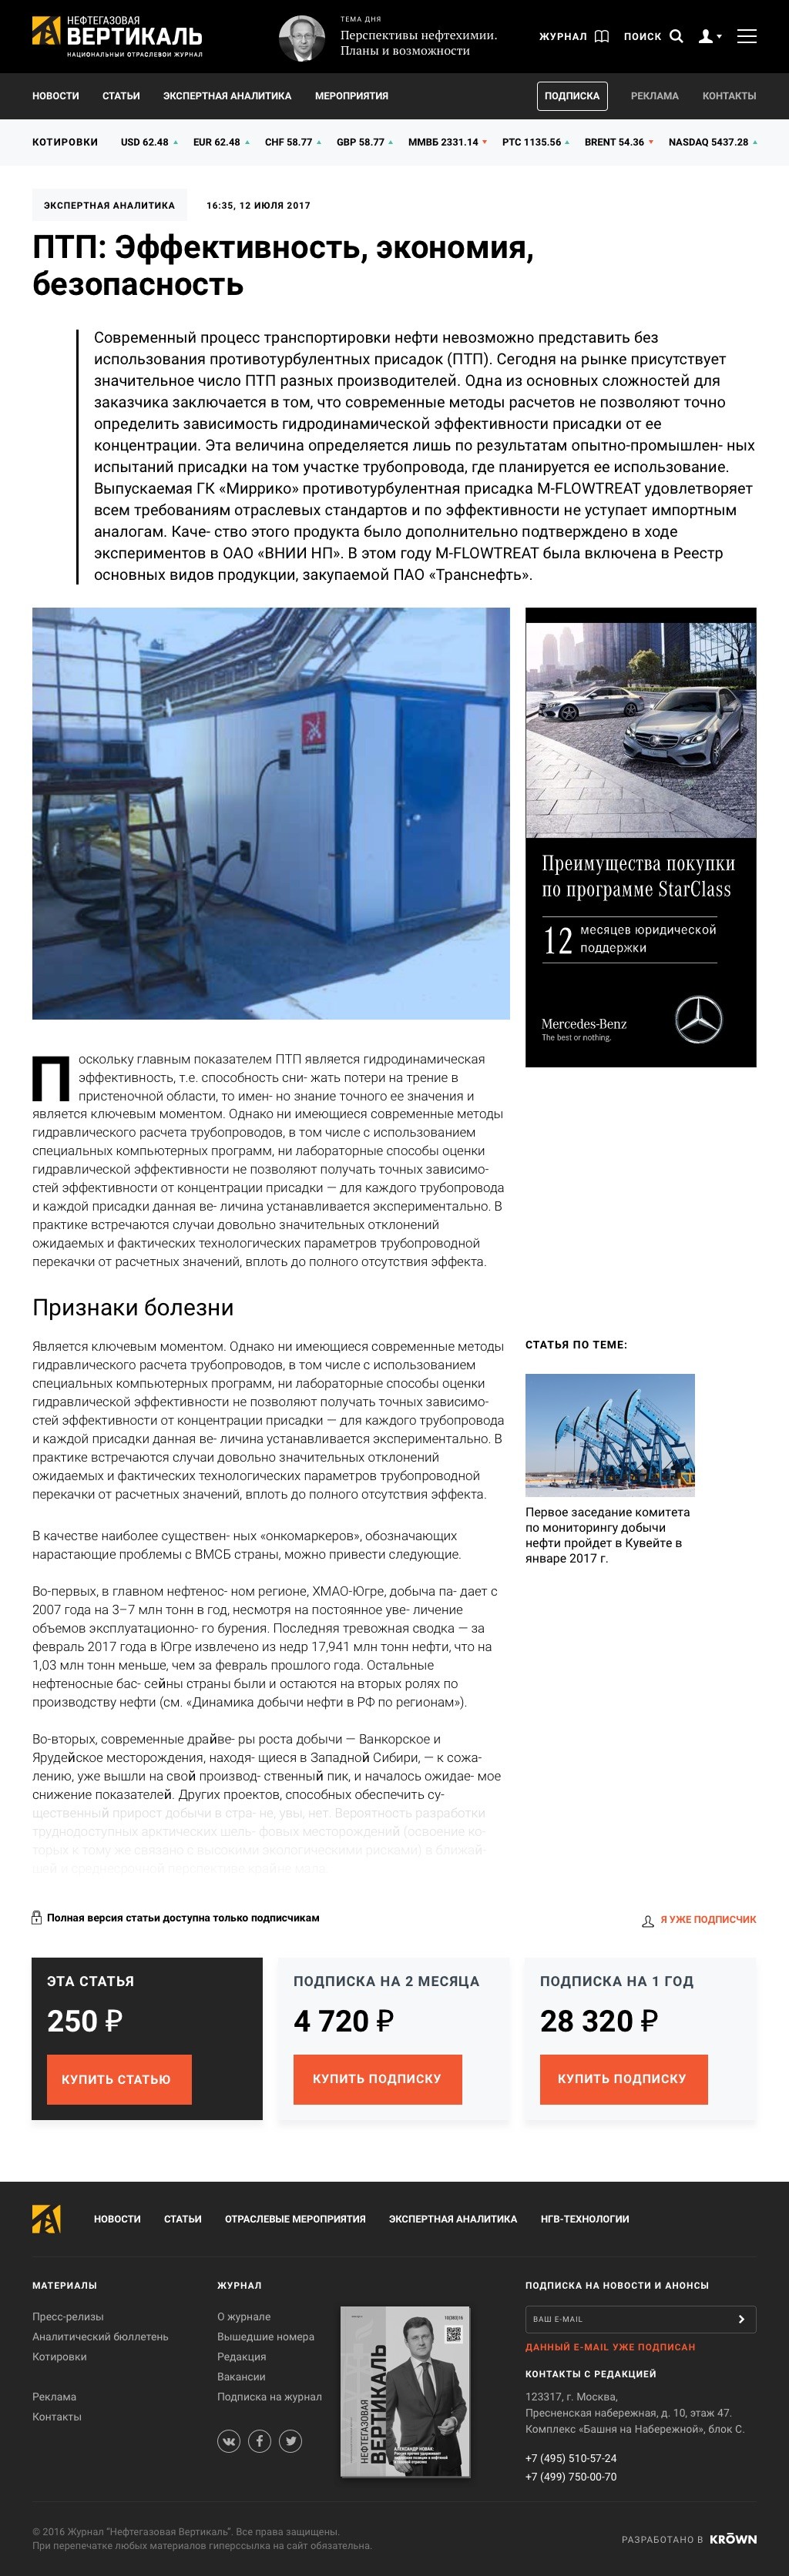 НЕФТЕГАЗОВАЯ
ВЕРТИКАЛЬ
НАЦИОНАЛЬНЫЙ ОТРАСЛЕВОЙ ЖУРНАЛ
ТЕМА ДНЯ
Перспективы нефтехимии.
Планы и возможности
ЖУРНАЛ
ПОИСК
НОВОСТИ СТАТЬИ ЭКСПЕРТНАЯ АНАЛИТИКА МЕРОПРИЯТИЯ ПОДПИСКА РЕКЛАМА КОНТАКТЫ
КОТИРОВКИ USD 62.48 EUR 62.48 CHF 58.77 GBP 58.77 ММВБ 2331.14 РТС 1135.56 BRENT 54.36 NASDAQ 5437.28
ЭКСПЕРТНАЯ АНАЛИТИКА 16:35, 12 ИЮЛЯ 2017
ПТП: Эффективность, экономия,
безопасность
Современный процесс транспортировки нефти невозможно представить без
использования противотурбулентных присадок (ПТП). Сегодня на рынке присутствует
значительное число ПТП разных производителей. Одна из основных сложностей для
заказчика заключается в том, что современные методы расчетов не позволяют точно
определить зависимость гидродинамической эффективности присадки от ее
концентрации. Эта величина определяется лишь по результатам опытно-промышлен- ных
испытаний присадки на том участке трубопровода, где планируется ее использование.
Выпускаемая ГК «Миррико» противотурбулентная присадка M-FLOWTREAT удовлетворяет
всем требованиям отраслевых стандартов и по эффективности не уступает импортным
аналогам. Каче- ство этого продукта было дополнительно подтверждено в ходе
экспериментов в ОАО «ВНИИ НП». В этом году M-FLOWTREAT была включена в Реестр
основных видов продукции, закупаемой ПАО «Транснефть».
Преимущества покупки
по программе StarClass
12 месяцев юридической
поддержки
Mercedes-Benz
The best or nothing.
Поскольку главным показателем ПТП является гидродинамическая
эффективность, т.е. способность сни- жать потери на трение в
пристеночной области, то имен- но знание точного ее значения и
является ключевым моментом. Однако ни имеющиеся современные методы
гидравлического расчета трубопроводов, в том числе с использованием
специальных компьютерных программ, ни лабораторные способы оценки
гидравлической эффективности не позволяют получать точных зависимо-
стей эффективности от концентрации присадки — для каждого трубопровода
и каждой присадки данная ве- личина устанавливается экспериментально. В
практике встречаются случаи довольно значительных отклонений
ожидаемых и фактических технологических параметров трубопроводной
перекачки от расчетных значений, вплоть до полного отсутствия эффекта.
Признаки болезни
Является ключевым моментом. Однако ни имеющиеся современные методы
гидравлического расчета трубопроводов, в том числе с использованием
специальных компьютерных программ, ни лабораторные способы оценки
гидравлической эффективности не позволяют получать точных зависимо-
стей эффективности от концентрации присадки — для каждого трубопровода
и каждой присадки данная ве- личина устанавливается экспериментально. В
практике встречаются случаи довольно значительных отклонений
ожидаемых и фактических технологических параметров трубопроводной
перекачки от расчетных значений, вплоть до полного отсутствия эффекта.
СТАТЬЯ ПО ТЕМЕ:
Первое заседание комитета
по мониторингу добычи
нефти пройдет в Кувейте в
январе 2017 г.
В качестве наиболее существен- ных «онкомаркеров», обозначающих
нарастающие проблемы с ВМСБ страны, можно привести следующие.
Во-первых, в главном нефтенос- ном регионе, ХМАО-Югре, добыча па- дает с
2007 года на 3–7 млн тонн в год, несмотря на постоянное уве- личение
объемов эксплуатационно- го бурения. Последняя тревожная сводка — за
февраль 2017 года в Югре извлечено из недр 17,941 млн тонн нефти, что на
1,03 млн тонн меньше, чем за февраль прошлого года. Остальные
нефтеносные бас- сейны страны были и остаются на вторых ролях по
производству нефти (см. «Динамика добычи нефти в РФ по регионам»).
Во-вторых, современные драйве- ры роста добычи — Ванкорское и
Ярудейское месторождения, находя- щиеся в Западной Сибири, — к сожа-
лению, уже вышли на свой производ- ственный пик, и началось ожидае- мое
снижение показателей. Других проектов, способных обеспечить су-
щественный прирост добычи в стра- не, увы, нет. Вероятность разработки
труднодоступных арктических шель- фовых месторождений (освоение ко-
торых к тому же связано с высокими экологическими рисками) в ближай-
шей и среднесрочной перспективе крайне мала.
Полная версия статьи доступна только подписчикам
Я УЖЕ ПОДПИСЧИК
ЭТА СТАТЬЯ
250 ₽
КУПИТЬ СТАТЬЮ
ПОДПИСКА НА 2 МЕСЯЦА
4 720 ₽
КУПИТЬ ПОДПИСКУ
ПОДПИСКА НА 1 ГОД
28 320 ₽
КУПИТЬ ПОДПИСКУ
НОВОСТИ СТАТЬИ ОТРАСЛЕВЫЕ МЕРОПРИЯТИЯ ЭКСПЕРТНАЯ АНАЛИТИКА НГВ-ТЕХНОЛОГИИ
МАТЕРИАЛЫ
Пресс-релизы
Аналитический бюллетень
Котировки
Реклама
Контакты
ЖУРНАЛ
О журнале
Вышедшие номера
Редакция
Вакансии
Подписка на журнал
НЕФТЕГАЗОВАЯ
ВЕРТИКАЛЬ
АЛЕКСАНДР НОВАК:
ПОДПИСКА НА НОВОСТИ И АНОНСЫ
ВАШ E-MAIL
ДАННЫЙ E-MAIL УЖЕ ПОДПИСАН
КОНТАКТЫ С РЕДАКЦИЕЙ
123317, г. Москва,
Пресненская набережная, д. 10, этаж 47.
Комплекс «Башня на Набережной», блок С.
+7 (495) 510-57-24
+7 (499) 750-00-70
© 2016 Журнал “Нефтегазовая Вертикаль”. Все права защищены.
При перепечатке любых материалов гиперссылка на сайт обязательна.
РАЗРАБОТАНО В KRŌWN